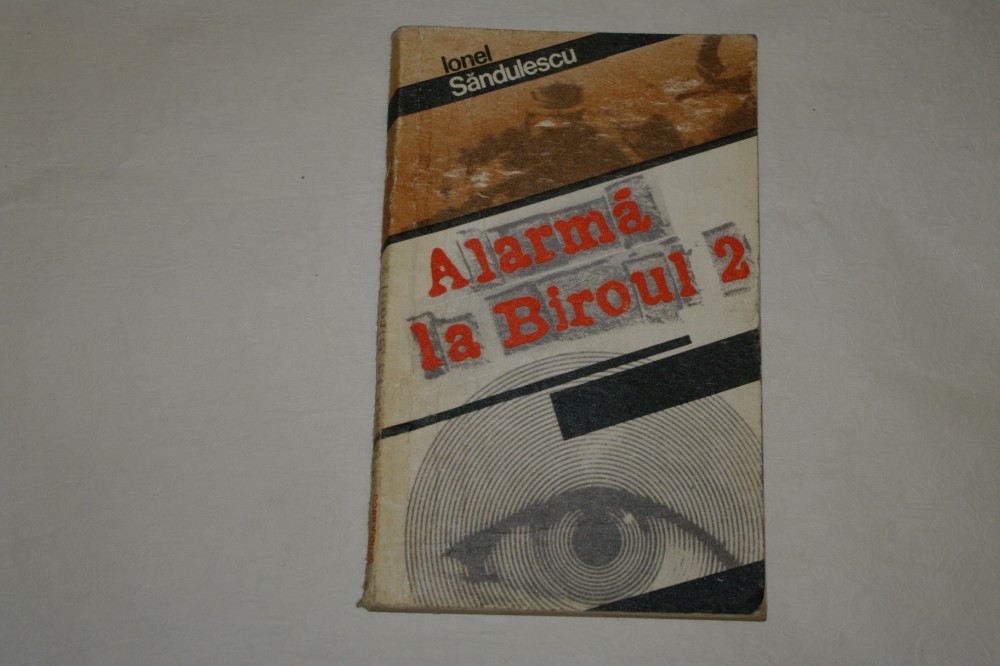 Ionel
Săndulescu
Alarmă
la Biroul 2